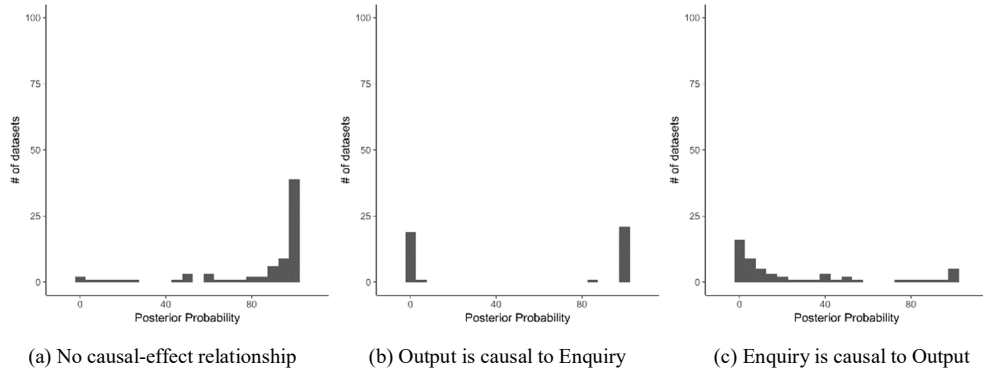 100
75
50
25
0
# of datasets
0 40 80
Posterior Probability
(a) No causal-effect relationship
100
75
50
25
0
# of datasets
0 40 80
Posterior Probability
(b) Output is causal to Enquiry
100
75
50
25
0
# of datasets
0 40 80
Posterior Probability
(c) Enquiry is causal to Output